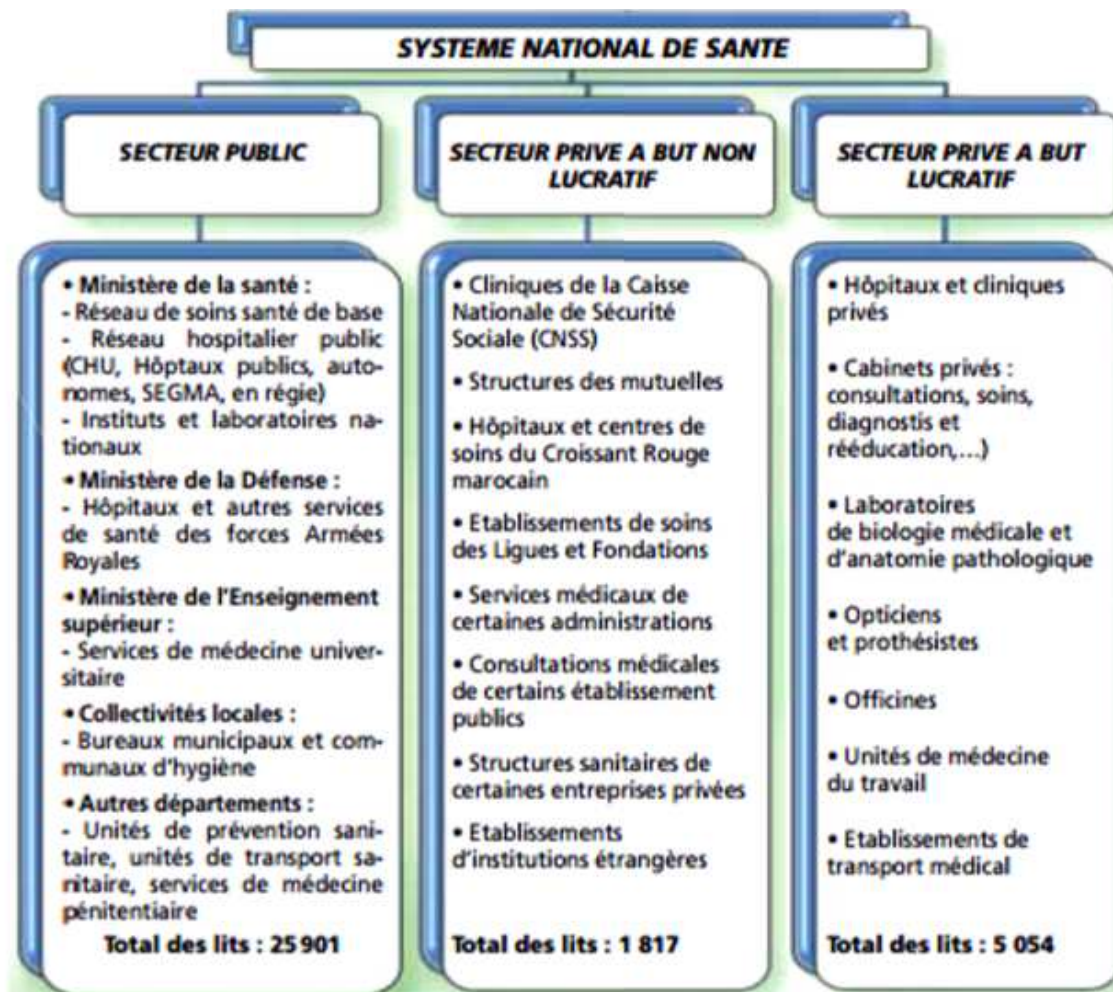 SYSTEME NATIONAL DE SANTE
SECTEUR PUBLIC
SECTEUR PRIVE A BUT NON
LUCRATIF
SECTEUR PRIVE A BUT
LUCRATIF
• Ministère de la santé :
- Réseau de soins santé de base
- Réseau hospitalier public
(CHU, Hôptaux publics, auto-
nomes, SEGMA, en régie)
- Instituts et laboratoires na-
tionaux
• Ministère de la Défense :
- Hôpitaux et autres services
de santé des forces Armées
Royales
• Ministère de l'Enseignement
supérieur :
- Services de médecine univer-
sitaire
• Collectivités locales :
- Bureaux municipaux et com-
munaux d'hygiène
• Autres départements :
- Unités de prévention sani-
taire, unités de transport sa-
nitaire, services de médecine
pénitentiaire
Total des lits : 25 901
• Cliniques de la Caisse
Nationale de Sécurité
Sociale (CNSS)
• Structures des mutuelles
• Hôpitaux et centres de
soins du Croissant Rouge
marocain
• Etablissements de soins
des Ligues et Fondations
• Services médicaux de
certaines administrations
• Consultations médicales
de certains établissement
publics
• Structures sanitaires de
certaines entreprises privées
• Etablissements
d'institutions étrangères
Total des lits : 1 817
• Hôpitaux et cliniques
privés
• Cabinets privés :
consultations, soins,
diagnostis et
rééducation,...)
• Laboratoires
de biologie médicale et
d'anatomie pathologique
• Opticiens
et prothésistes
• Officines
• Unités de médecine
du travail
• Etablissements de
transport médical
Total des lits : 5 054